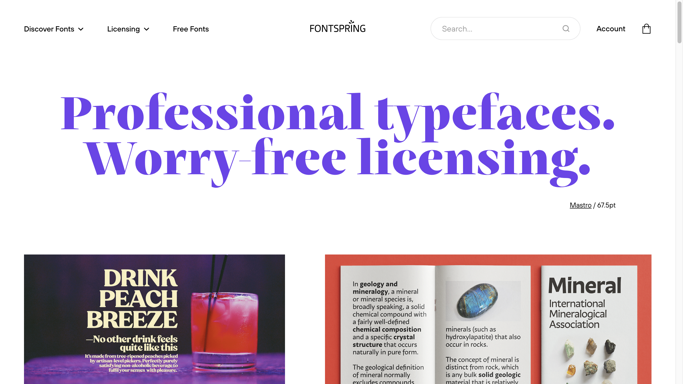 Discover Fonts
Licensing
Free Fonts
FONTSPRING
Search...
Account
Professional typefaces.
Worry-free licensing.
Mastro / 67.5pt
DRINK
PEACH
BREEZE
—No other drink feels
quite like this
It's made from tree-ripened peaches picked
by artisan-level pickers. Perfectly purely
satisfying non-alcoholic beverage to
fulfil your senses with pleasure.
In geology and
mineralogy, a mineral
or mineral species is,
broadly speaking, a solid
chemical compound with
a fairly well-defined
chemical composition
and a specific crystal
structure that occurs
naturally in pure form.
The geological definition
of mineral normally
excludes compounds
minerals (such as
hydroxylapatite) that also
occur in rocks.
The concept of mineral is
distinct from rock, which
is any bulk solid geologic
material that is relatively
Mineral
International
Mineralogical
Association